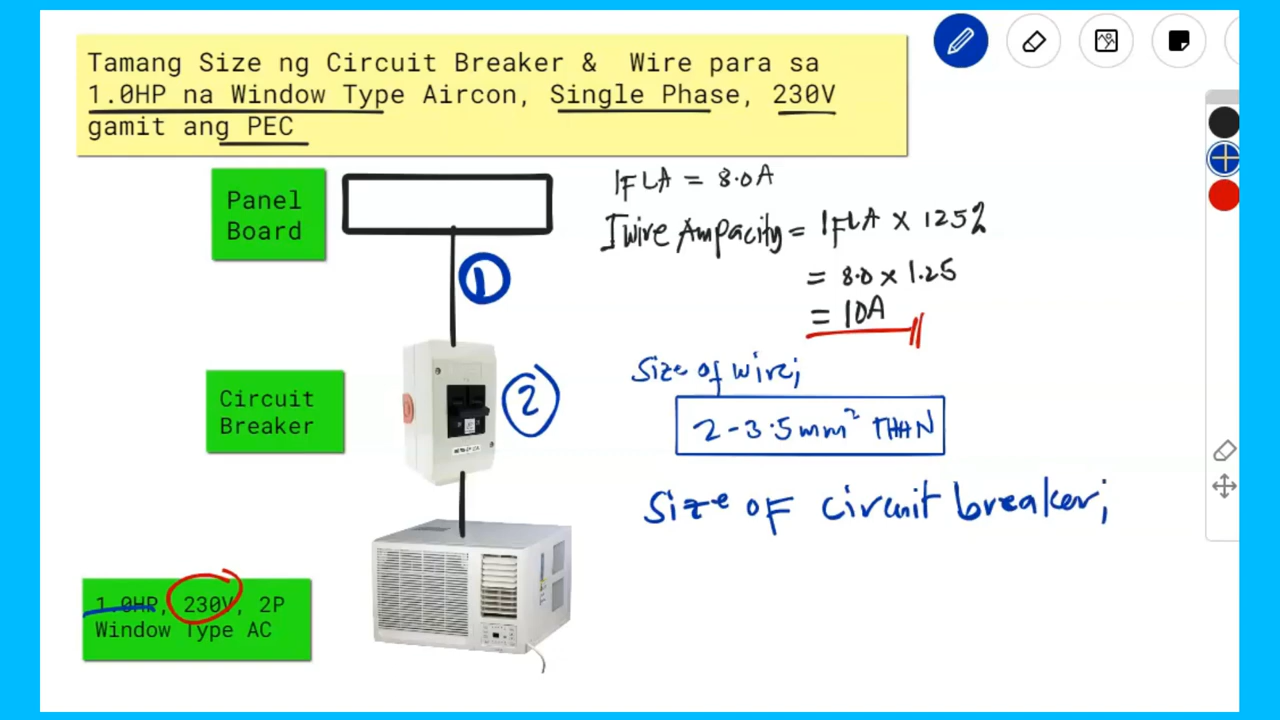 Tamang Size ng Circuit Breaker & Wire para sa
1.0HP na Window Type Aircon, Single Phase, 230V
gamit ang PEC
Panel
Board
IFLA = 8.0A
Iwire Ampacity = IFLA x 125%
= 8.0 x 1.25
= 10A
1
Size of wire;
2-3.5mm² THHN
Circuit
Breaker
2
Size of circuit breaker;
1.0HP, 230V, 2P
Window Type AC